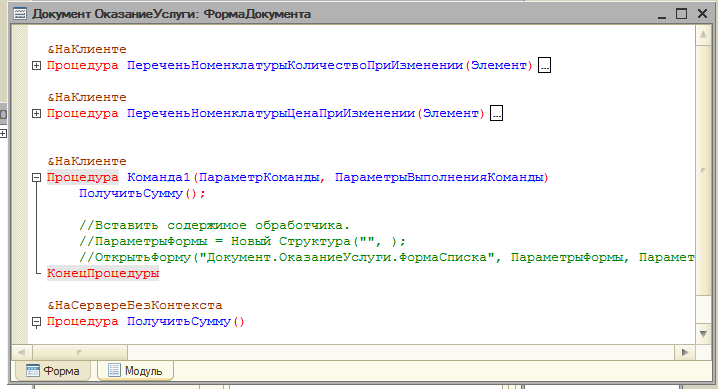 Документ ОказаниеУслуги: ФормаДокумента
&НаКлиенте
Процедура ПереченьНоменклатурыКоличествоПриИзменении(Элемент) ...
&НаКлиенте
Процедура ПереченьНоменклатурыЦенаПриИзменении(Элемент) ...
&НаКлиенте
Процедура Команда1(ПараметрКоманды, ПараметрыВыполненияКоманды)
ПолучитьСумму();
//Вставить содержимое обработчика.
//ПараметрыФормы = Новый Структура("", );
//ОткрытьФорму("Документ.ОказаниеУслуги.ФормаСписка", ПараметрыФормы, Парамет
КонецПроцедуры
&НаСервереБезКонтекста
Процедура ПолучитьСумму()
Форма
Модуль